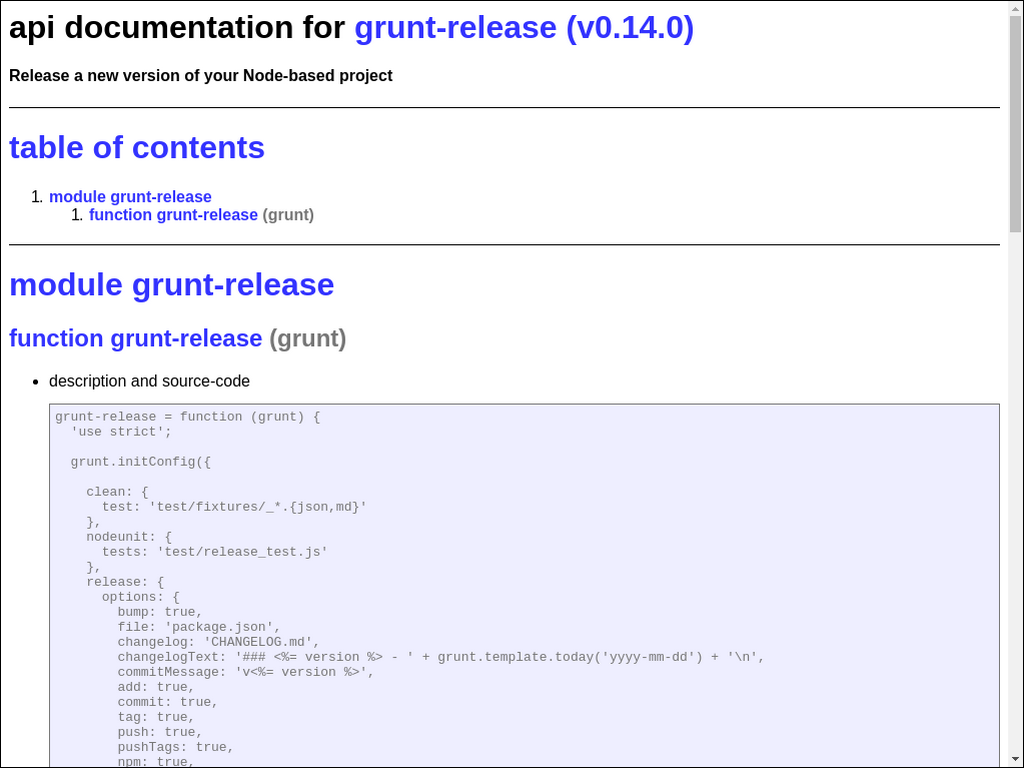 api documentation for grunt-release (v0.14.0)
Release a new version of your Node-based project
table of contents
1. module grunt-release
1. function grunt-release (grunt)
module grunt-release
function grunt-release (grunt)
• description and source-code
grunt-release = function (grunt) {
  'use strict';
  grunt.initConfig({
    clean: {
      test: 'test/fixtures/_*.{json,md}'
    },
    nodeunit: {
      tests: 'test/release_test.js'
    },
    release: {
      options: {
        bump: true,
        file: 'package.json',
        changelog: 'CHANGELOG.md',
        changelogText: '### <%= version %> - ' + grunt.template.today('yyyy-mm-dd') + '\n',
        commitMessage: 'v<%= version %>',
        add: true,
        commit: true,
        tag: true,
        push: true,
        pushTags: true,
        npm: true,